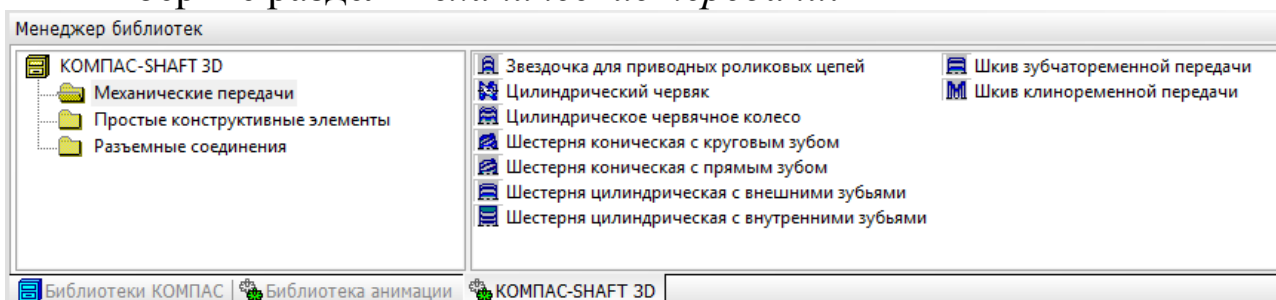 Менеджер библиотек
КОМПАС-SHAFT 3D
Механические передачи
Простые конструктивные элементы
Разъемные соединения
Звездочка для приводных роликовых цепей
Цилиндрический червяк
Цилиндрическое червячное колесо
Шестерня коническая с круговым зубом
Шестерня коническая с прямым зубом
Шестерня цилиндрическая с внешними зубьями
Шестерня цилиндрическая с внутренними зубьями
Шкив зубчатоременной передачи
Шкив клиноременной передачи
Библиотеки КОМПАС | Библиотека анимации КОМПАС-SHAFT 3D